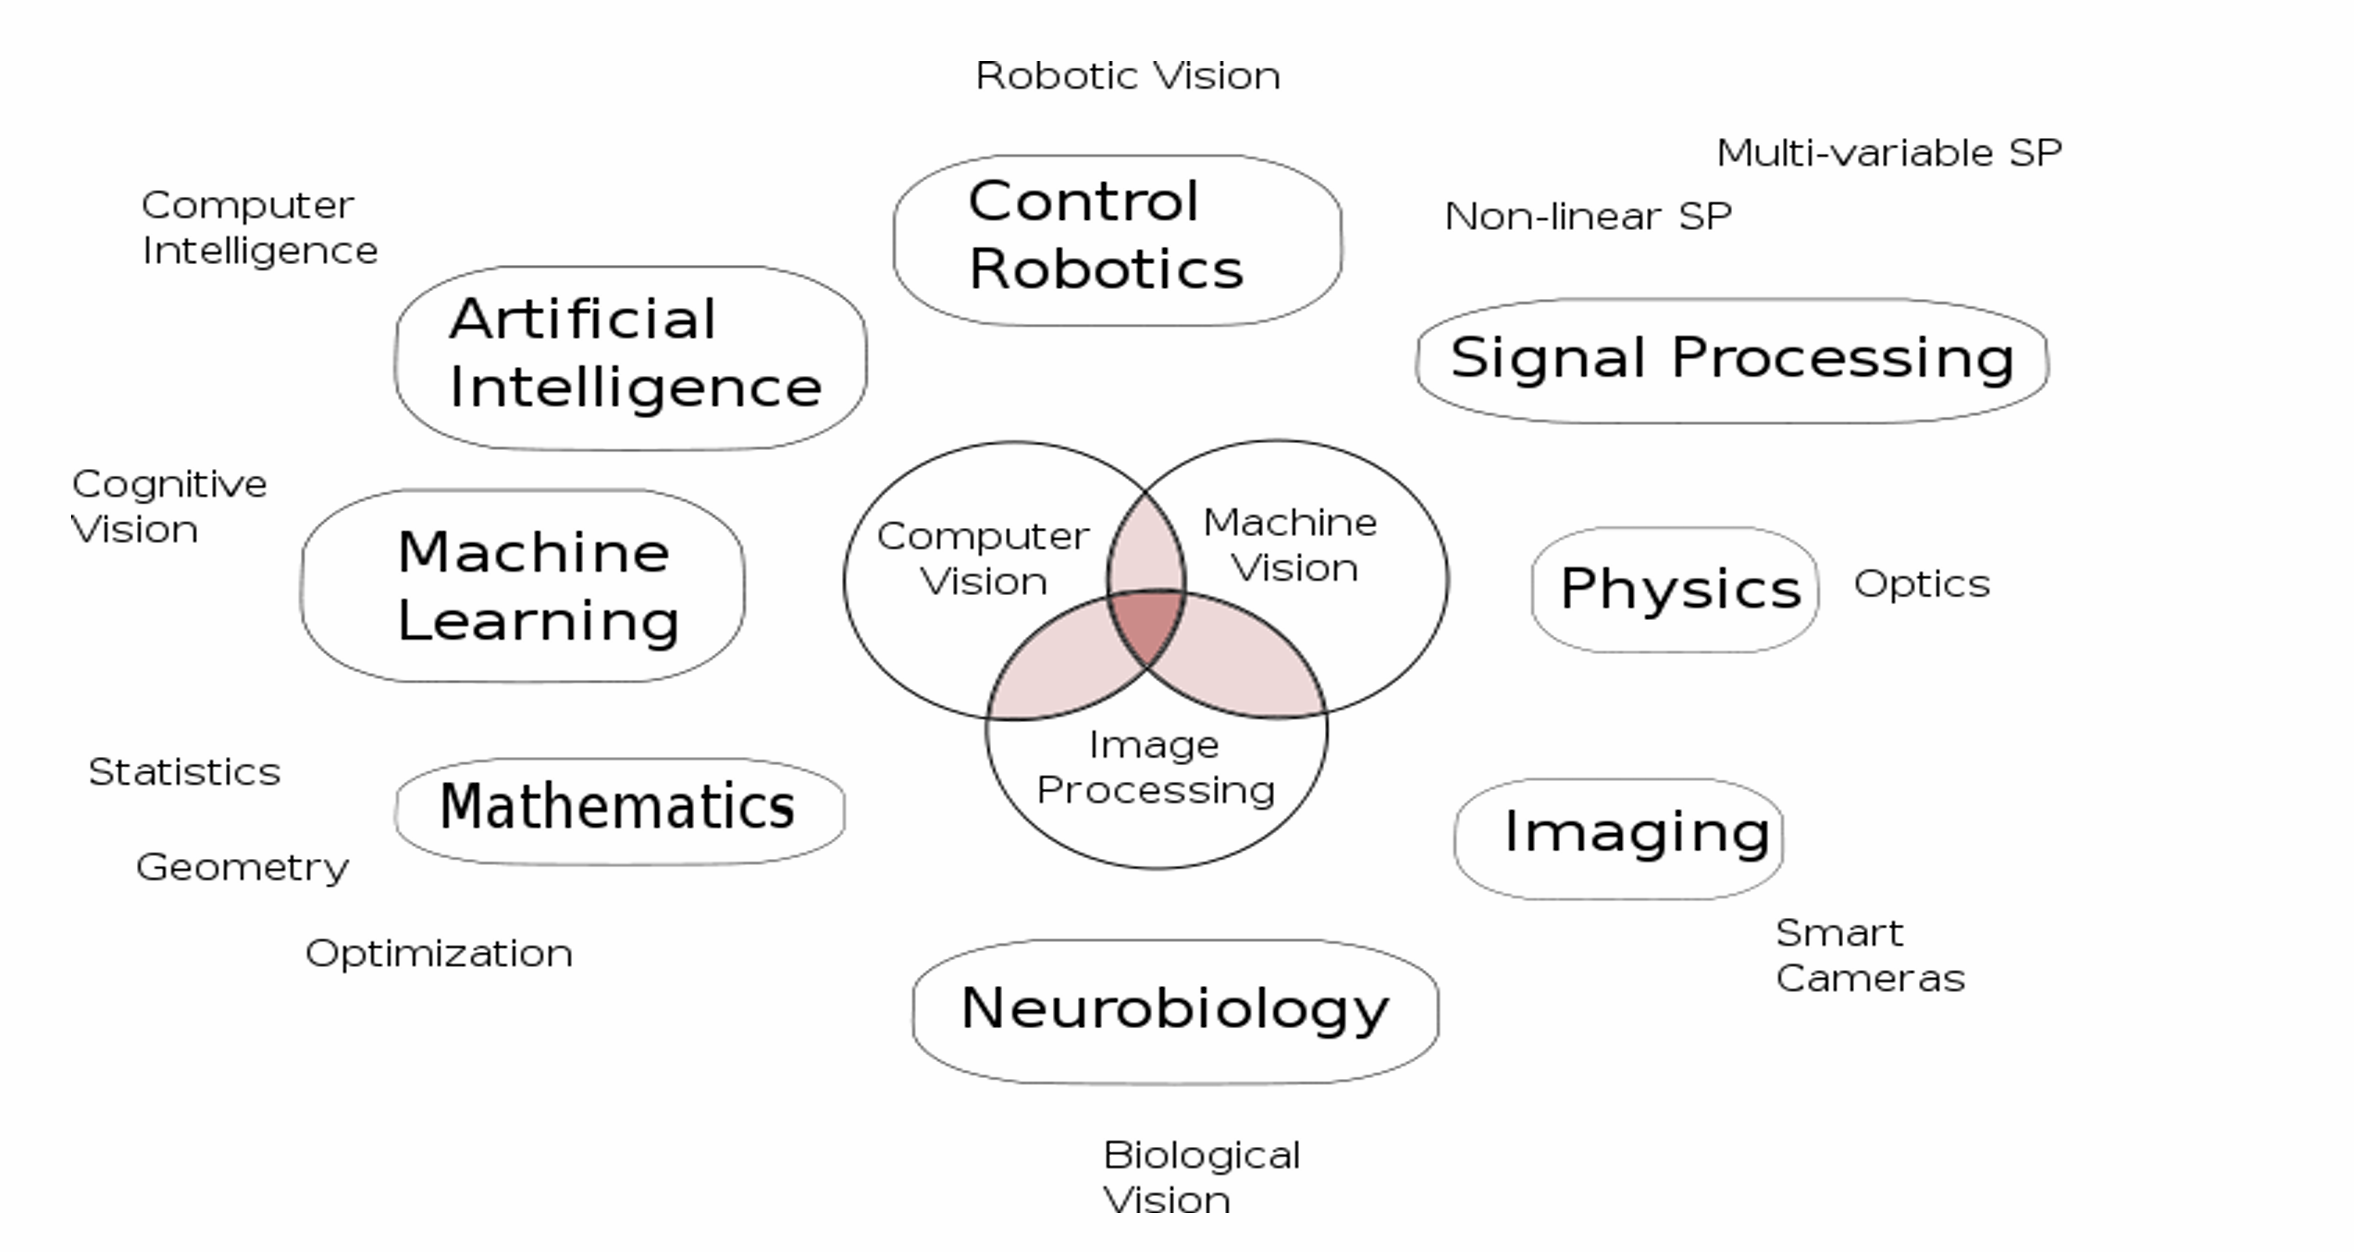 Robotic Vision
Multi-variable SP
Computer
Intelligence
Control
Robotics
Non-linear SP
Artificial
Intelligence
Signal Processing
Cognitive
Vision
Machine
Learning
Computer
Vision
Machine
Vision
Physics
Optics
Statistics
Mathematics
Image
Processing
Imaging
Geometry
Optimization
Smart
Cameras
Neurobiology
Biological
Vision